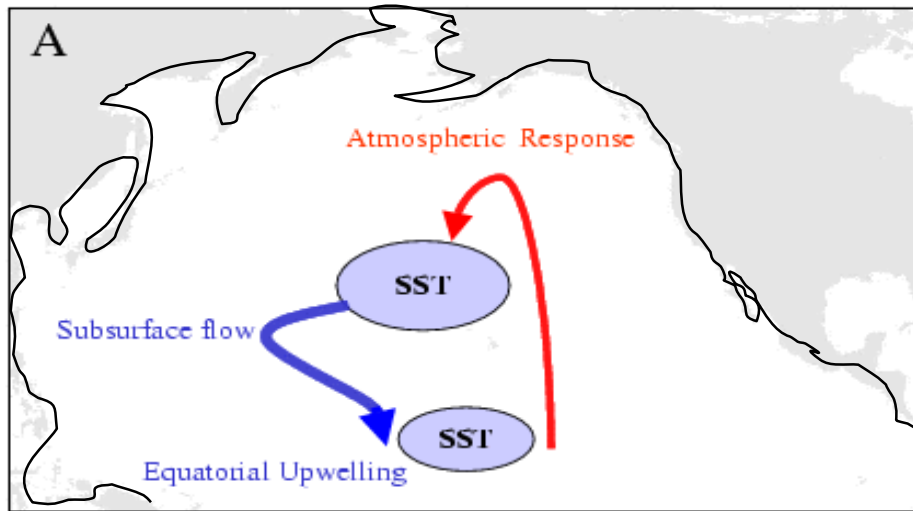 A
Atmospheric Response
SST
Subsurface flow
SST
Equatorial Upwelling